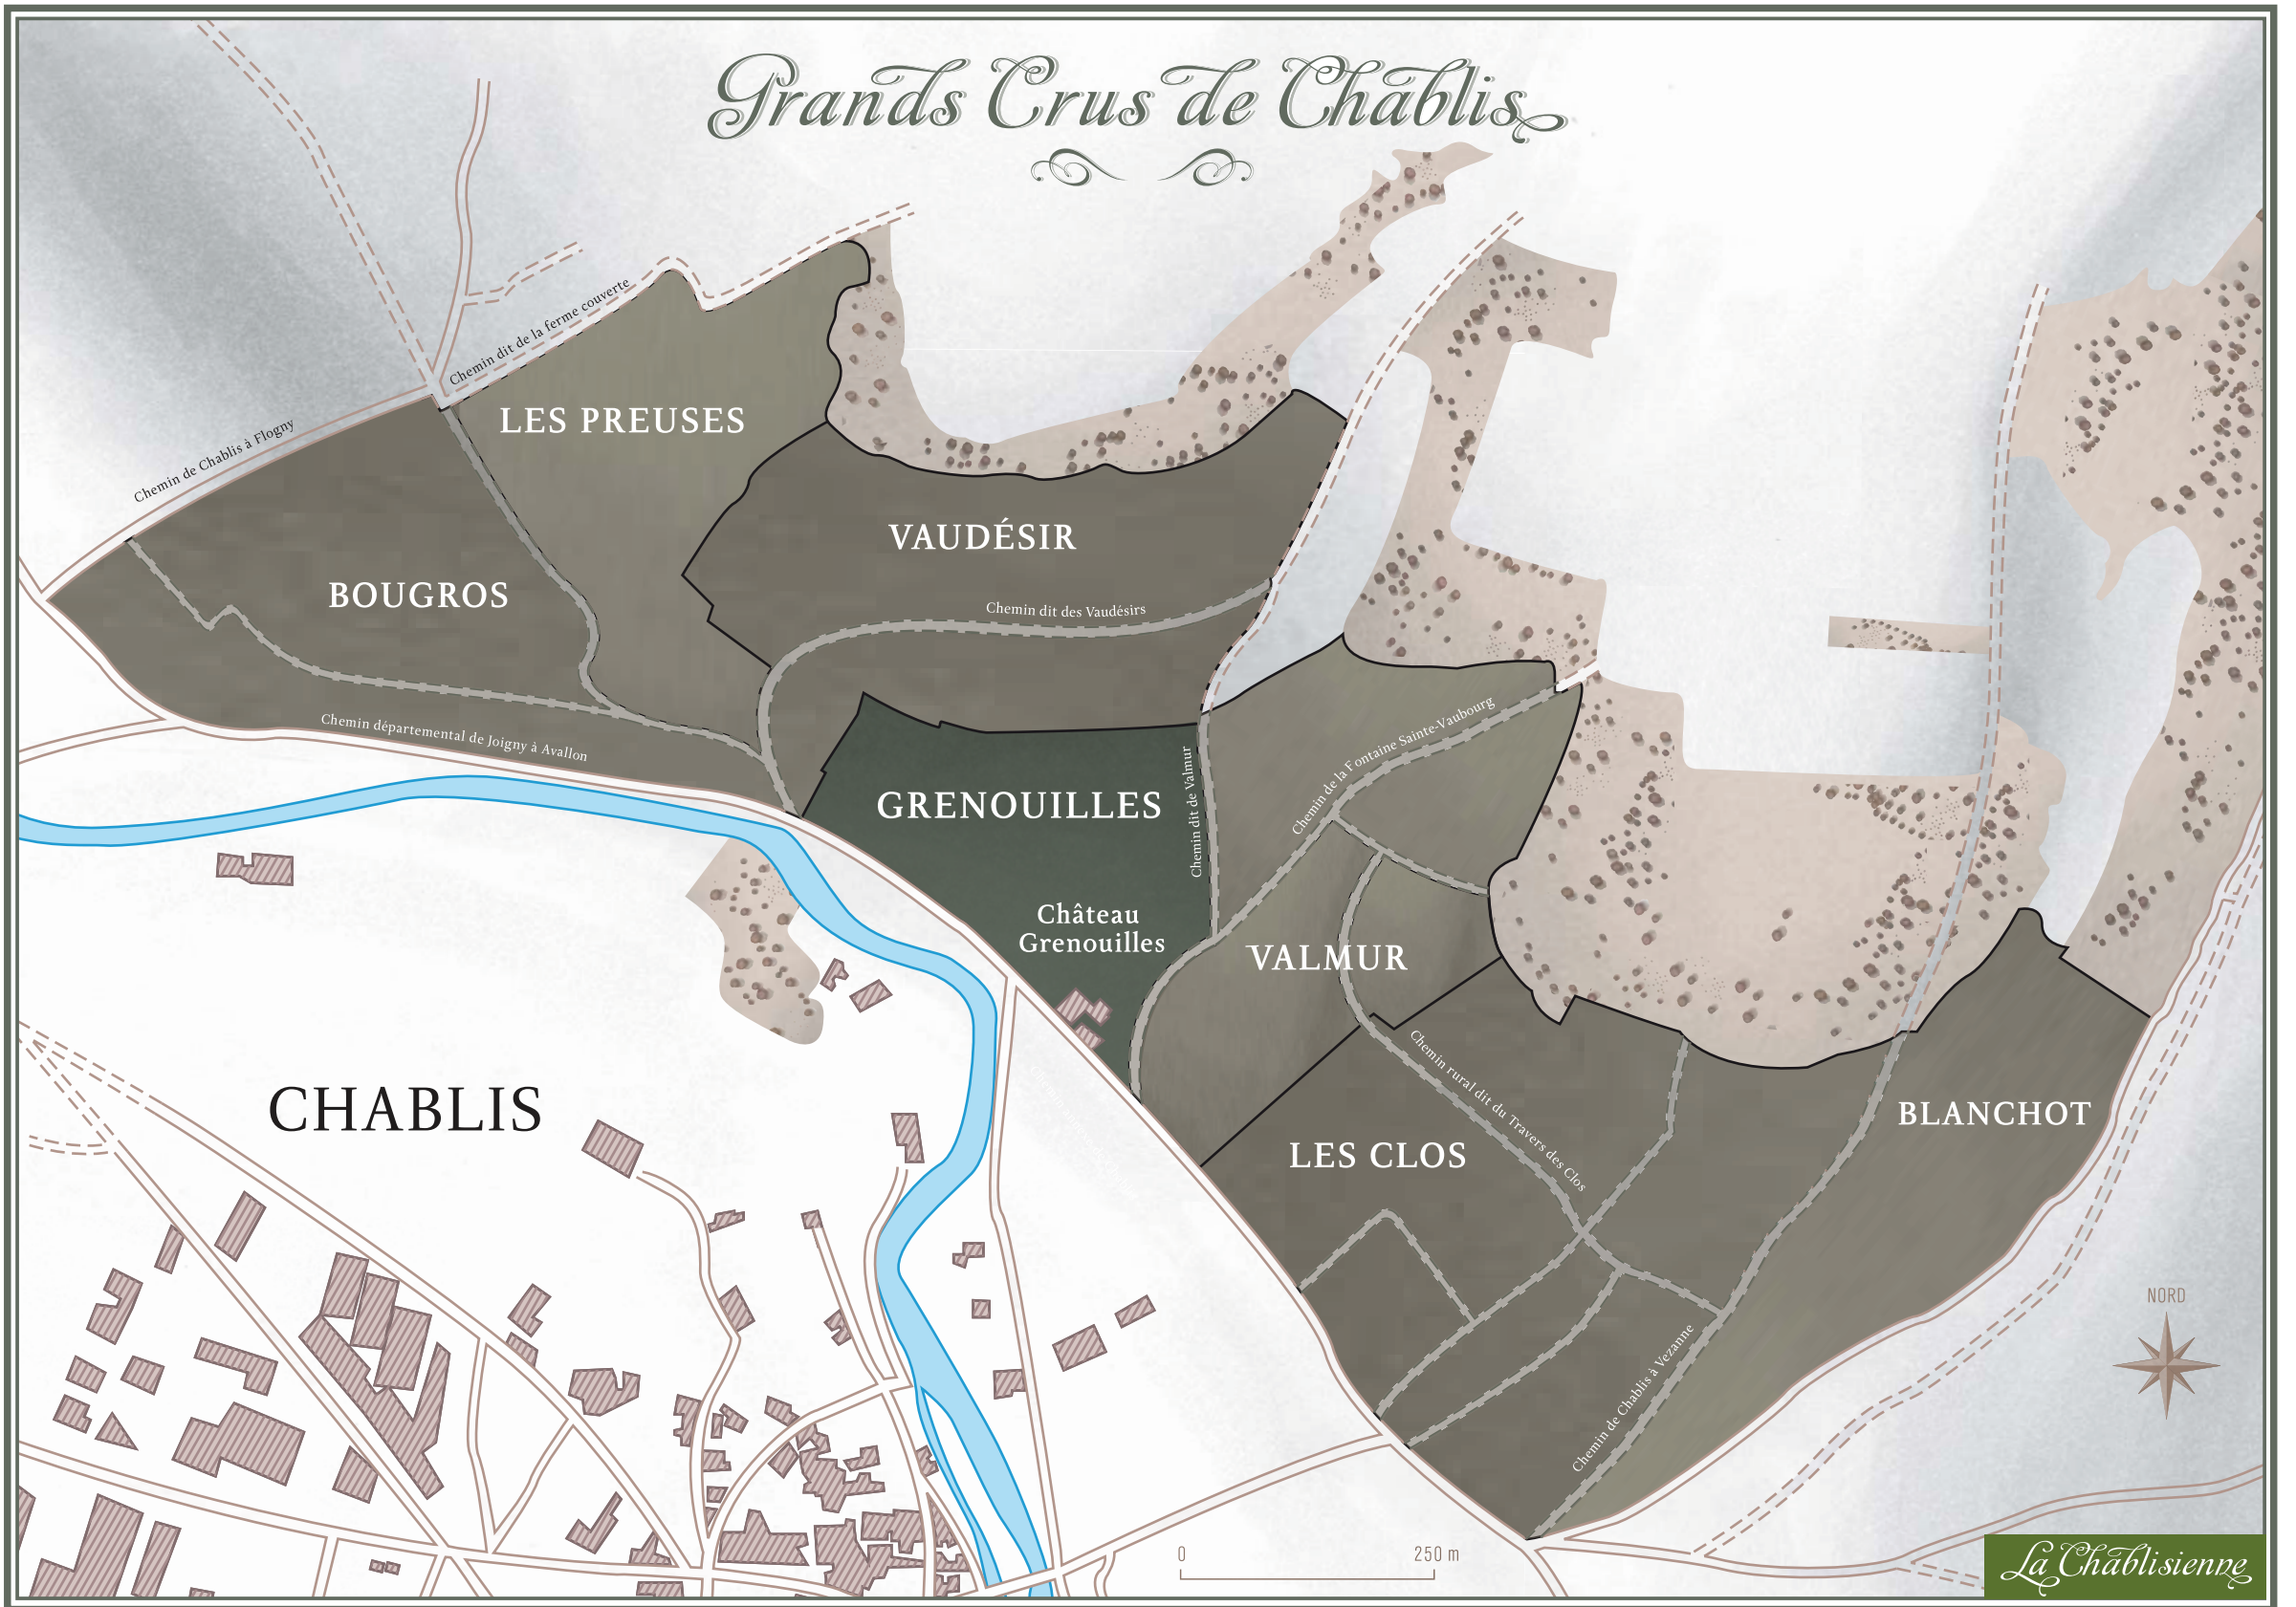 Grands Crus de Chablis
Chemin dit de la ferme couverte
LES PREUSES
Chemin de Chablis à Flogny
VAUDÉSIR
BOUGROS
Chemin dit des Vaudésirs
Chemin départemental de Joigny à Avallon
Chemin de la Fontaine Sainte-Vaubourg
GRENOUILLES
Chemin dit de Valmur
Château
Grenouilles
VALMUR
CHABLIS
Chemin rural dit du Travers des Clos
LES CLOS
BLANCHOT
NORD
Chemin de Chablis à Vezanne
0
250 m
La Chablisienne